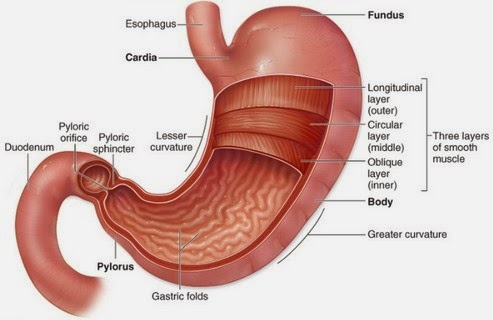 Esophagus
Fundus
Cardia
Longitudinal
layer
(outer)
Circular
layer
(middle)
Oblique
layer
(inner)
Three layers
of smooth
muscle
Pyloric
orifice
Pyloric
sphincter
Duodenum
Lesser
curvature
Body
Greater curvature
Pylorus
Gastric folds